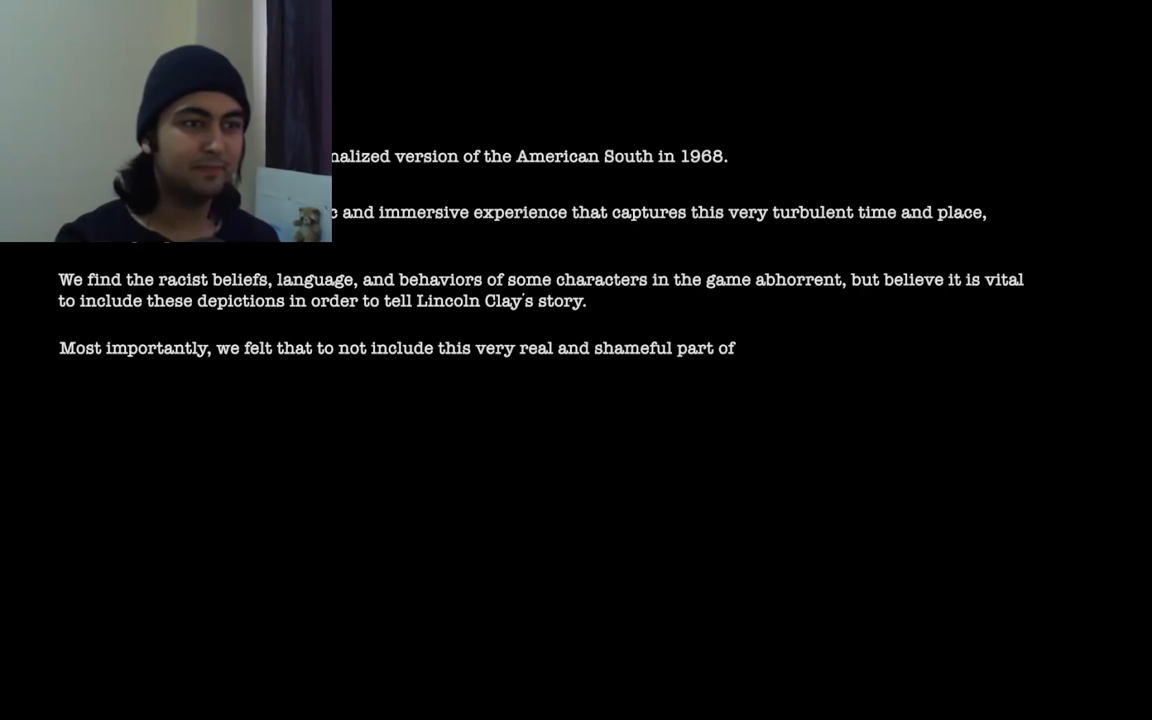 nalized version of the American South in 1968.
c and immersive experience that captures this very turbulent time and place,
We find the racist beliefs, language, and behaviors of some characters in the game abhorrent, but believe it is vital
to include these depictions in order to tell Lincoln Clay's story.
Most importantly, we felt that to not include this very real and shameful part of